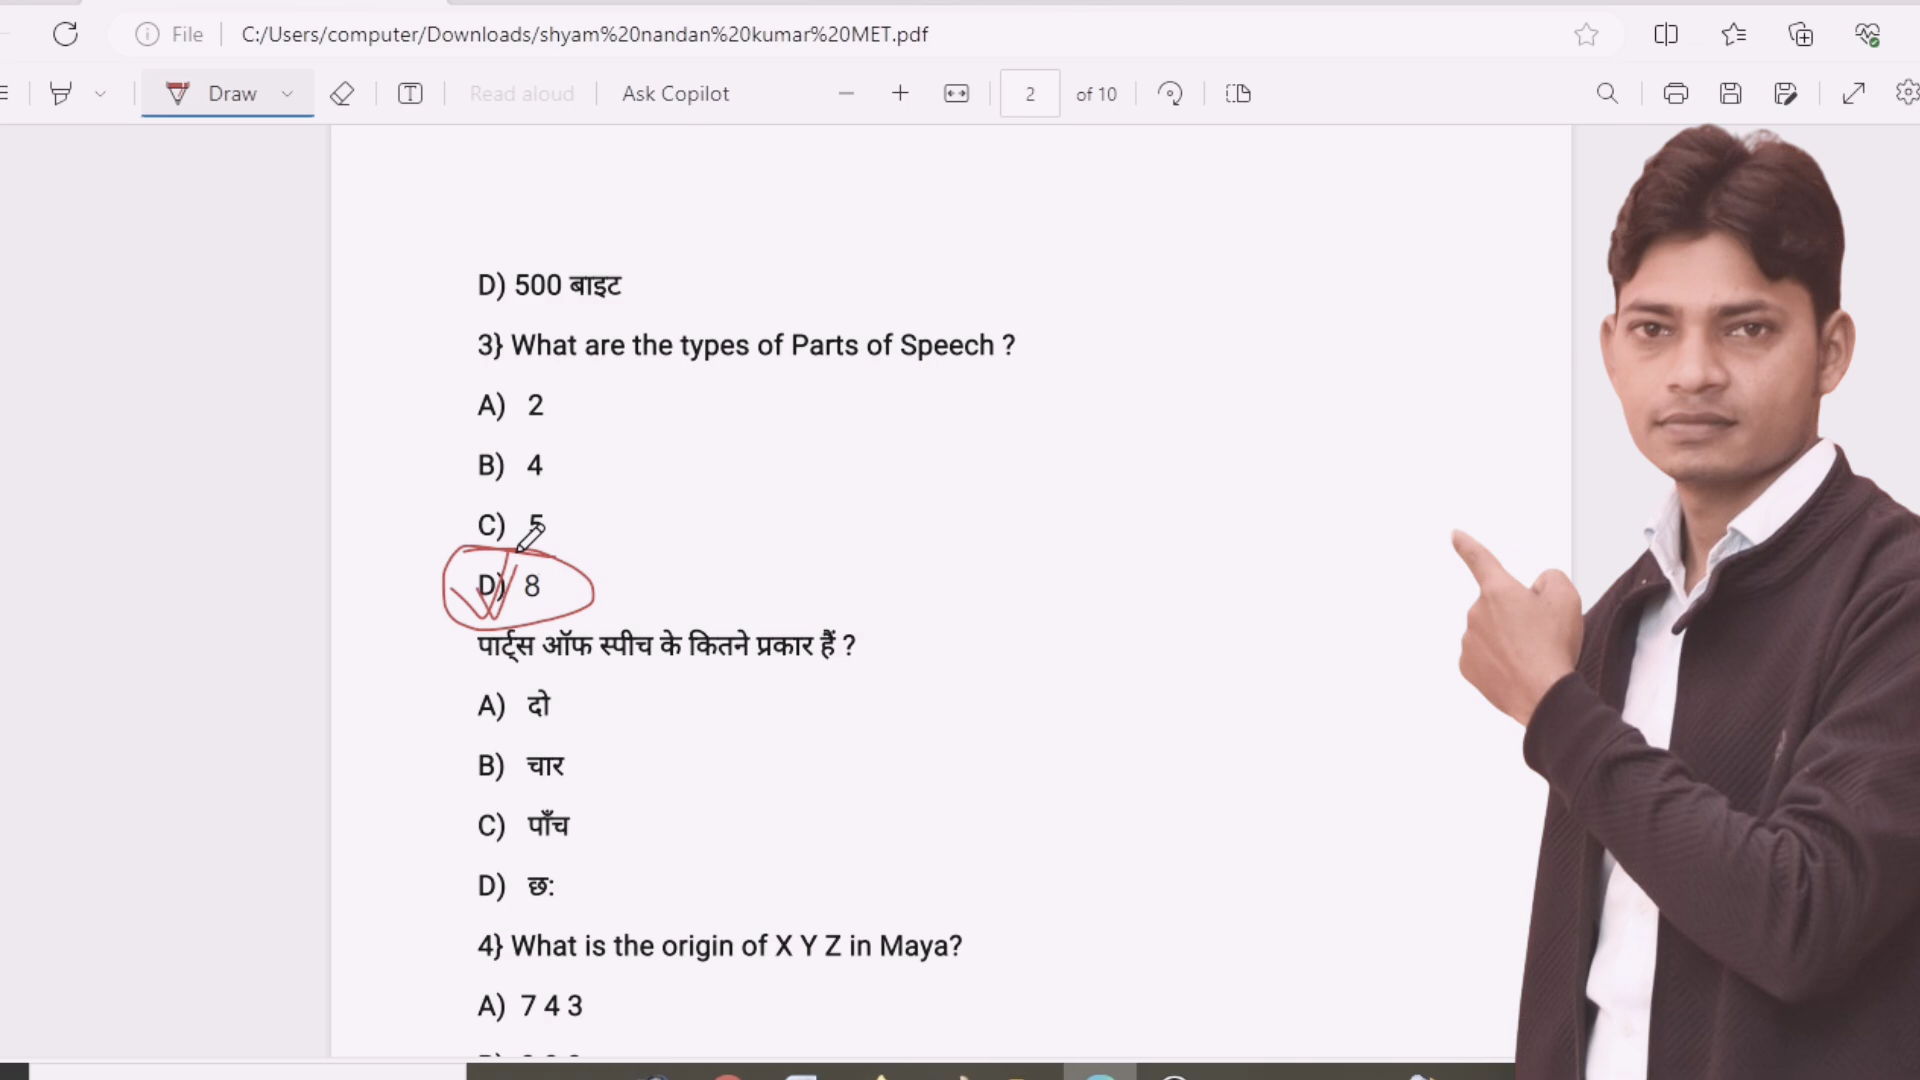 File C:/Users/computer/Downloads/shyam%20nandan%20kumar%20MET.pdf
Draw Read aloud Ask Copilot 2 of 10
D) 500 बाइट
3} What are the types of Parts of Speech ?
A) 2
B) 4
C) 5
D) 8
पार्ट्स ऑफ स्पीच के कितने प्रकार हैं ?
A) दो
B) चार
C) पाँच
D) छ:
4} What is the origin of X Y Z in Maya?
A) 7 4 3